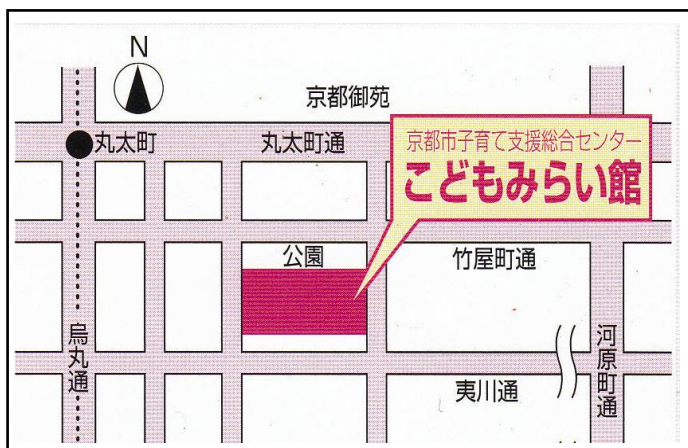 N
京都御苑
丸太町
丸太町通
京都市子育て支援総合センター
こどもみらい館
公園
竹屋町通
烏丸通
河原町通
夷川通